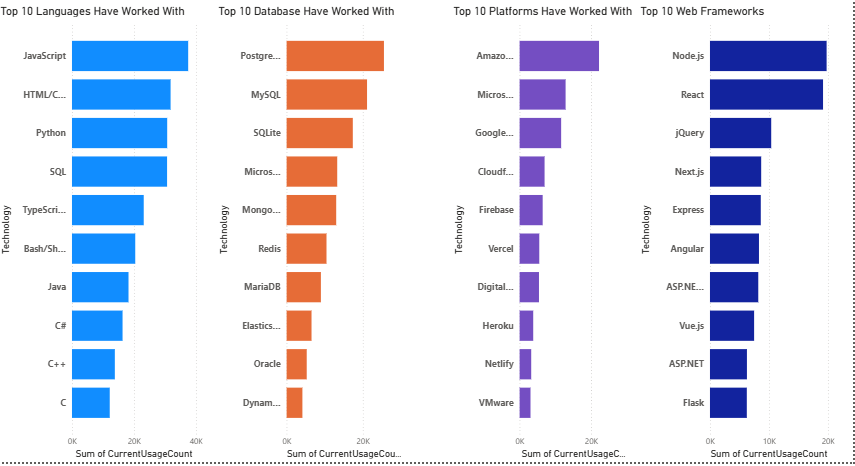 Top 10 Languages Have Worked With
Technology
JavaScript
HTML/C...
Python
SQL
TypeScri...
Bash/Sh...
Java
C#
C++
C
0K 20K 40K
Sum of CurrentUsageCount
Top 10 Database Have Worked With
Technology
Postgre...
MySQL
SQLite
Micros...
Mongo...
Redis
MariaDB
Elastics...
Oracle
Dynam...
0K 20K
Sum of CurrentUsageCou...
Top 10 Platforms Have Worked With
Technology
Amazo...
Micros...
Google...
Cloudf...
Firebase
Vercel
Digital...
Heroku
Netlify
VMware
0K 20K
Sum of CurrentUsageC...
Top 10 Web Frameworks
Technology
Node.js
React
jQuery
Next.js
Express
Angular
ASP.NE...
Vue.js
ASP.NET
Flask
0K 10K 20K
Sum of CurrentUsageCount